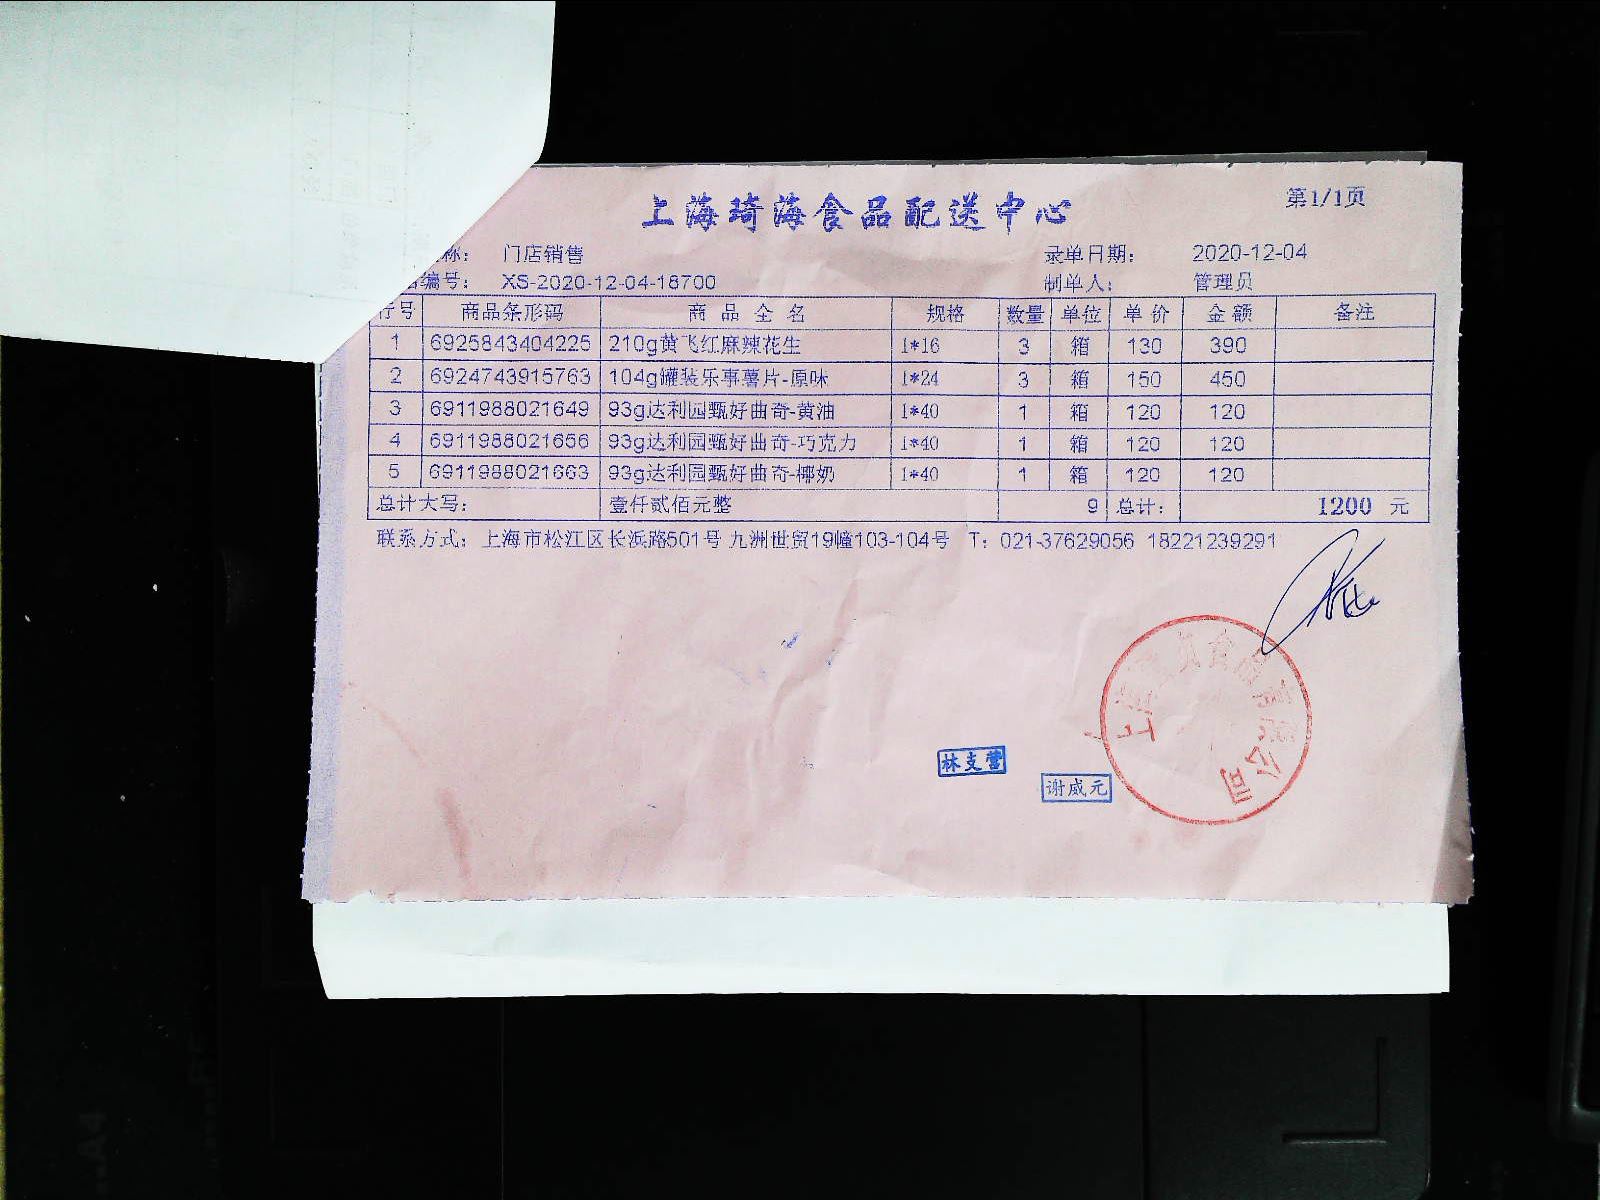 上海琦海食品配送中心
第1/1页
称： 门店销售 录单日期： 2020-12-04
编号： XS-2020-12-04-18700 制单人： 管理员
行号 商品条形码 商品全名 规格 数量 单位 单价 金额 备注
1 6925843404225 210g黄飞红麻辣花生 1*16 3 箱 130 390
2 6924743915763 104g罐装乐事薯片-原味 1*24 3 箱 150 450
3 6911988021649 93g达利园甄好曲奇-黄油 1*40 1 箱 120 120
4 6911988021656 93g达利园甄好曲奇-巧克力 1*40 1 箱 120 120
5 6911988021663 93g达利园甄好曲奇-椰奶 1*40 1 箱 120 120
总计大写： 壹仟贰佰元整 9 总计： 1200 元
联系方式： 上海市松江区长浜路501号 九洲世贸19幢103-104号 T： 021-37629056 18221239291
林支营
谢威元